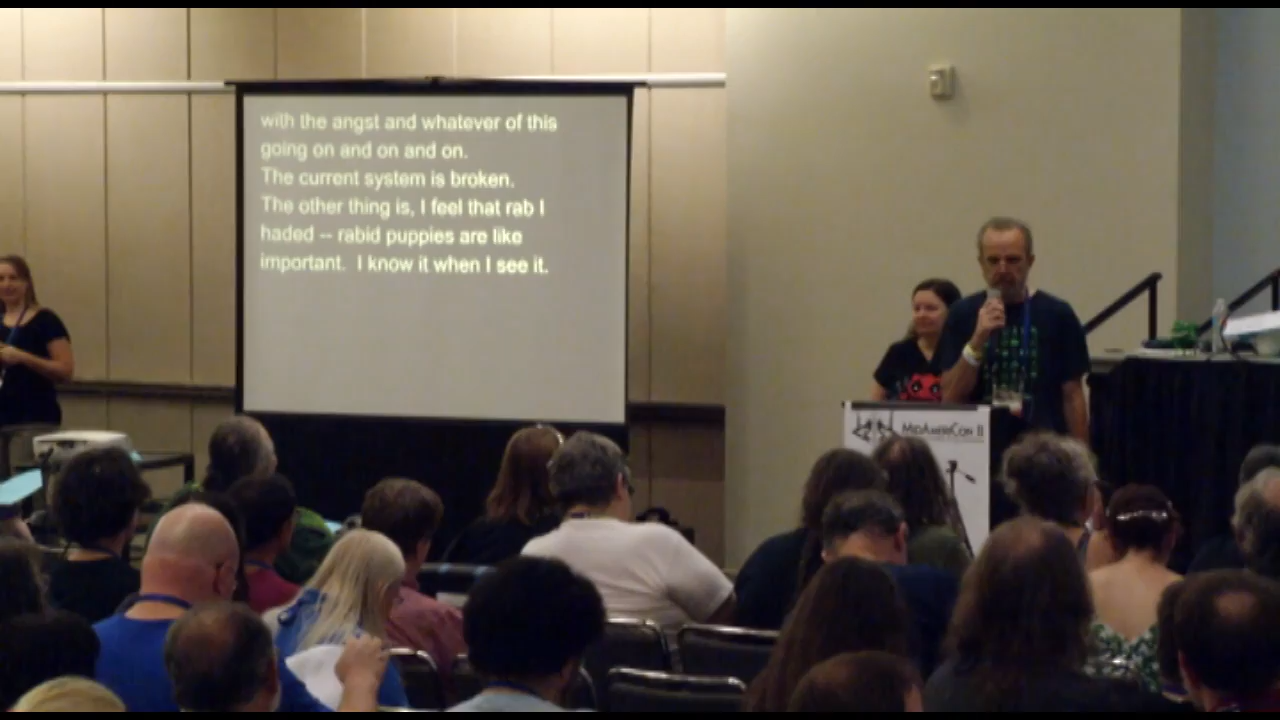 with the angst and whatever of this
going on and on and on.
The current system is broken.
The other thing is, I feel that rab I
haded -- rabid puppies are like
important.  I know it when I see it.
MidAmeriCon II